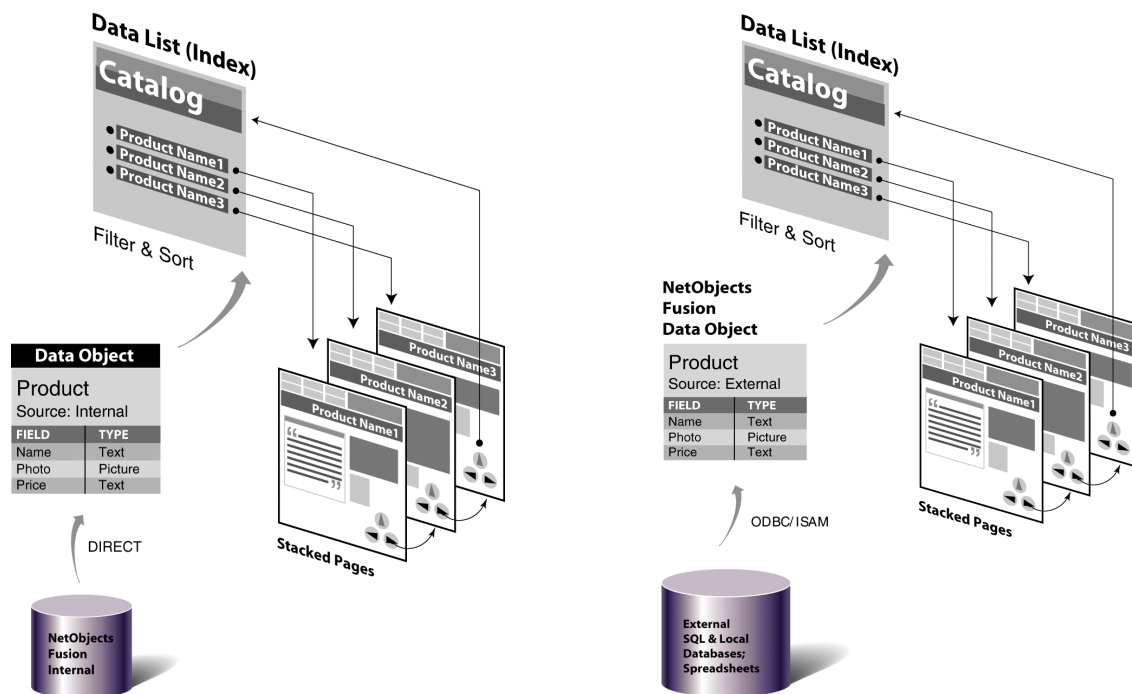 Data List (Index)
Catalog
Product Name1
Product Name2
Product Name3
Filter & Sort
Data Object
Product
Source: Internal
FIELD TYPE
Name Text
Photo Picture
Price Text
DIRECT
NetObjects
Fusion
Internal
Product Name3
Product Name2
Product Name1
“
”
Stacked Pages
Data List (Index)
Catalog
Product Name1
Product Name2
Product Name3
Filter & Sort
NetObjects
Fusion
Data Object
Product
Source: External
FIELD TYPE
Name Text
Photo Picture
Price Text
ODBC/ISAM
External
SQL & Local
Databases;
Spreadsheets
Product Name3
Product Name2
Product Name1
“
”
Stacked Pages